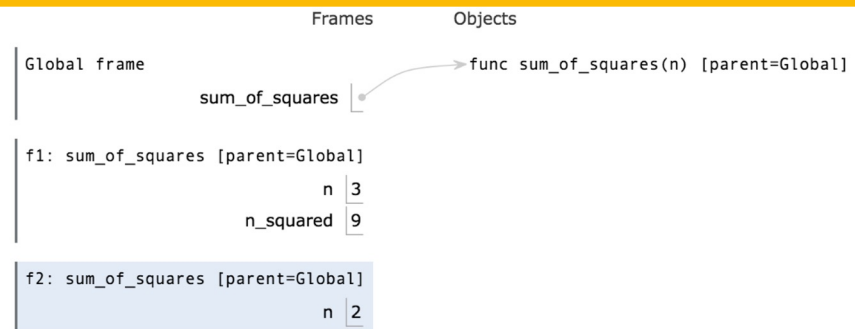 Frames Objects
Global frame func sum_of_squares(n) [parent=Global]
sum_of_squares
f1: sum_of_squares [parent=Global]
n 3
n_squared 9
f2: sum_of_squares [parent=Global]
n 2